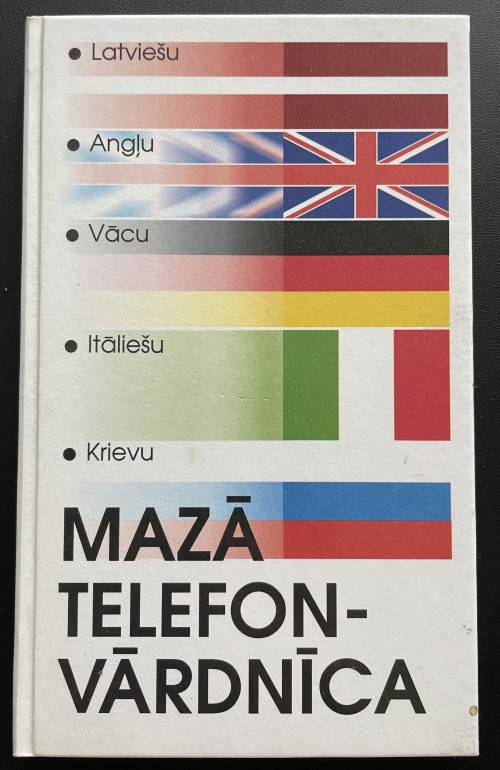 • Latviešu
• Angļu
• Vācu
• Itāliešu
• Krievu
MAZĀ
TELEFON-
VĀRDNĪCA